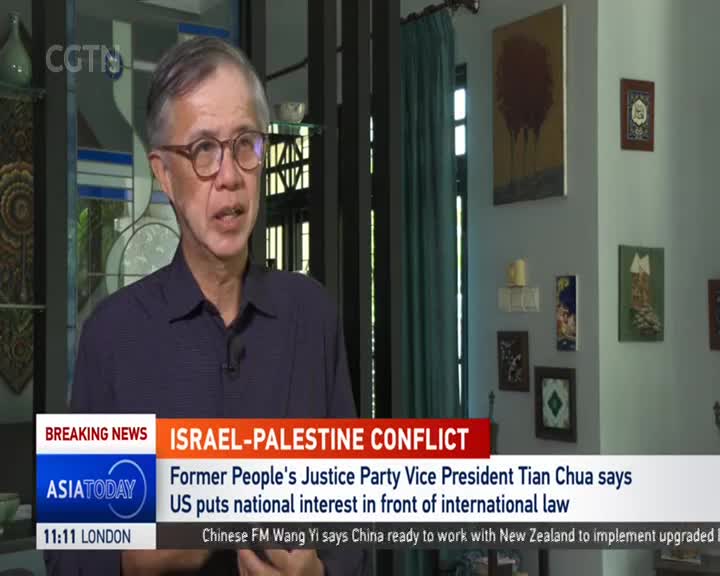 CGTN
BREAKING NEWS
ISRAEL-PALESTINE CONFLICT
ASIA TODAY
Former People's Justice Party Vice President Tian Chua says
US puts national interest in front of international law
11:11 LONDON
Chinese FM Wang Yi says China ready to work with New Zealand to implement upgraded